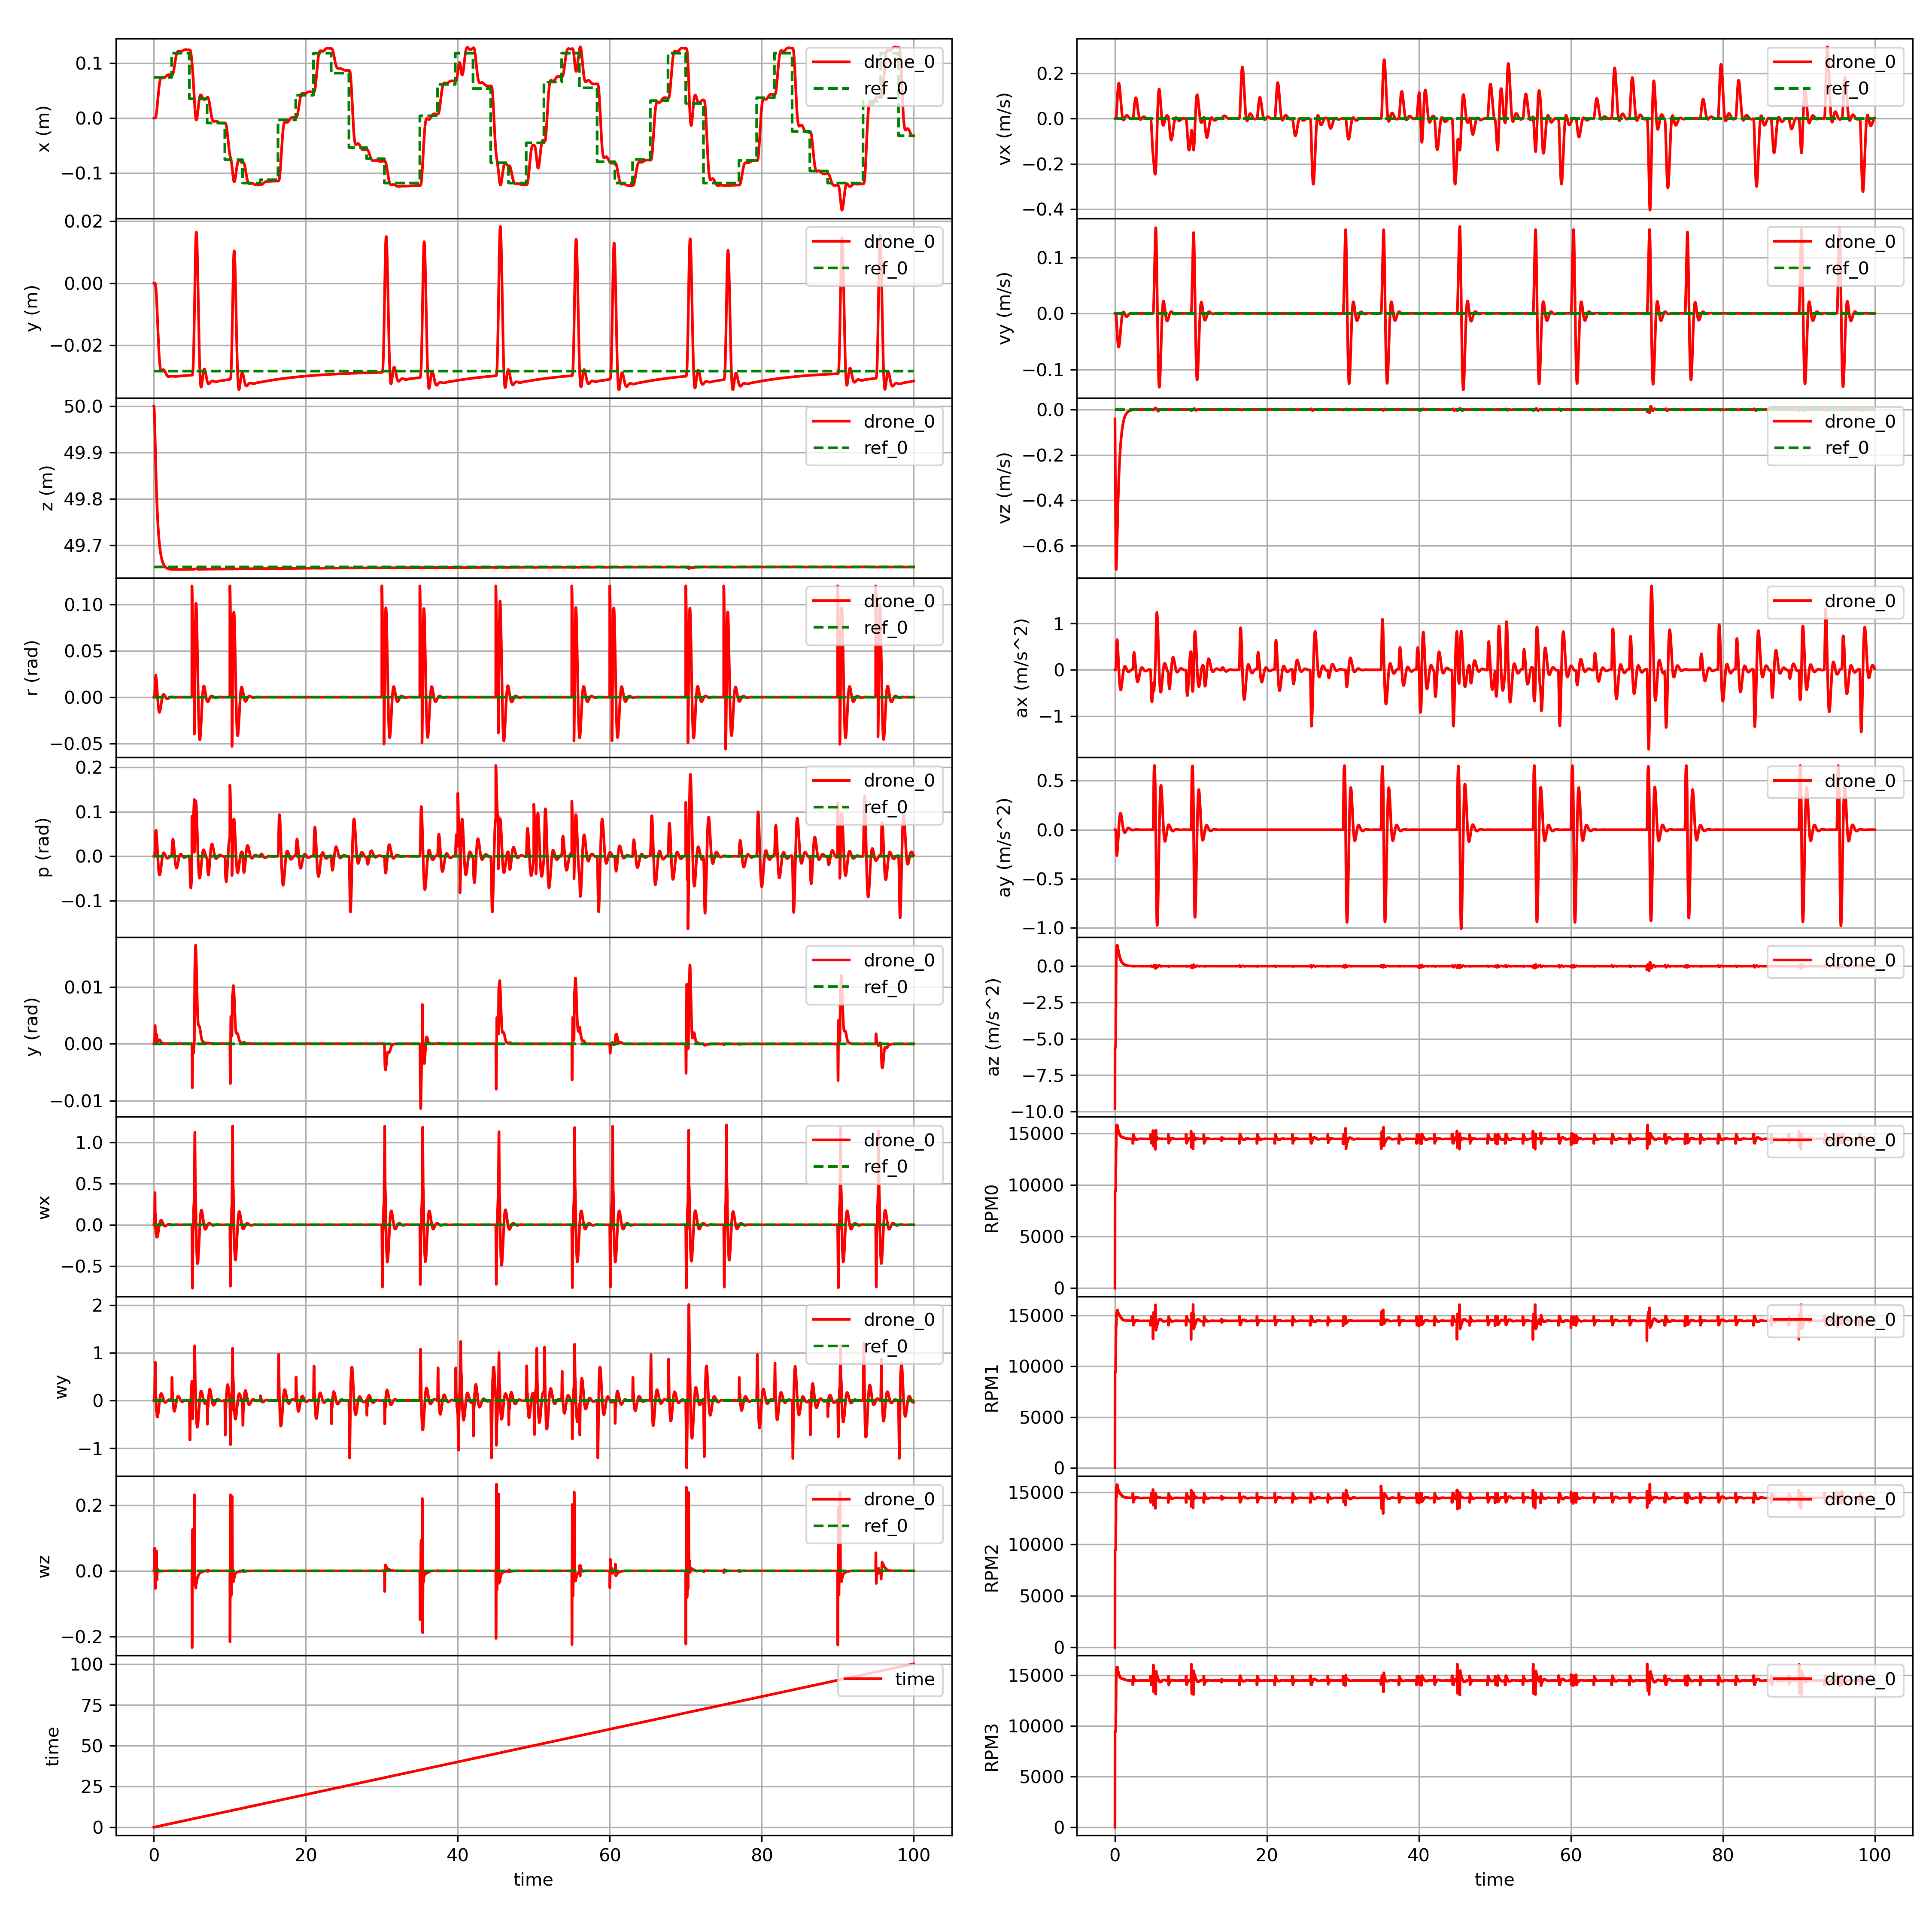 x (m)
0.1
0.0
−0.1
drone_0
ref_0
y (m)
0.02
0.00
−0.02
drone_0
ref_0
z (m)
50.0
49.9
49.8
49.7
drone_0
ref_0
r (rad)
0.10
0.05
0.00
−0.05
drone_0
ref_0
p (rad)
0.2
0.1
0.0
−0.1
drone_0
ref_0
y (rad)
0.01
0.00
−0.01
drone_0
ref_0
wx
1.0
0.5
0.0
−0.5
drone_0
ref_0
wy
2
1
0
−1
drone_0
ref_0
wz
0.2
0.0
−0.2
drone_0
ref_0
time
100
75
50
25
0
time
0 20 40 60 80 100
time
vx (m/s)
0.2
0.0
−0.2
−0.4
drone_0
ref_0
vy (m/s)
0.1
0.0
−0.1
drone_0
ref_0
vz (m/s)
0.0
−0.2
−0.4
−0.6
drone_0
ref_0
ax (m/s^2)
1
0
−1
drone_0
ay (m/s^2)
0.5
0.0
−0.5
−1.0
drone_0
az (m/s^2)
0.0
−2.5
−5.0
−7.5
−10.0
drone_0
RPM0
15000
10000
5000
0
drone_0
RPM1
15000
10000
5000
0
drone_0
RPM2
15000
10000
5000
0
drone_0
RPM3
15000
10000
5000
0
drone_0
0 20 40 60 80 100
time